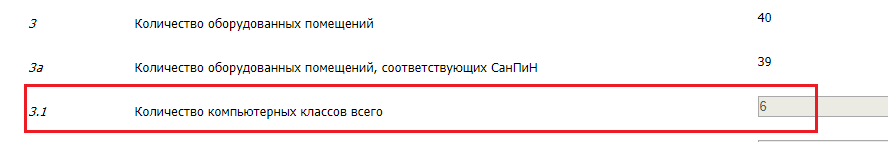 3 Количество оборудованных помещений 40
3а Количество оборудованных помещений, соответствующих СанПиН 39
3.1 Количество компьютерных классов всего 6